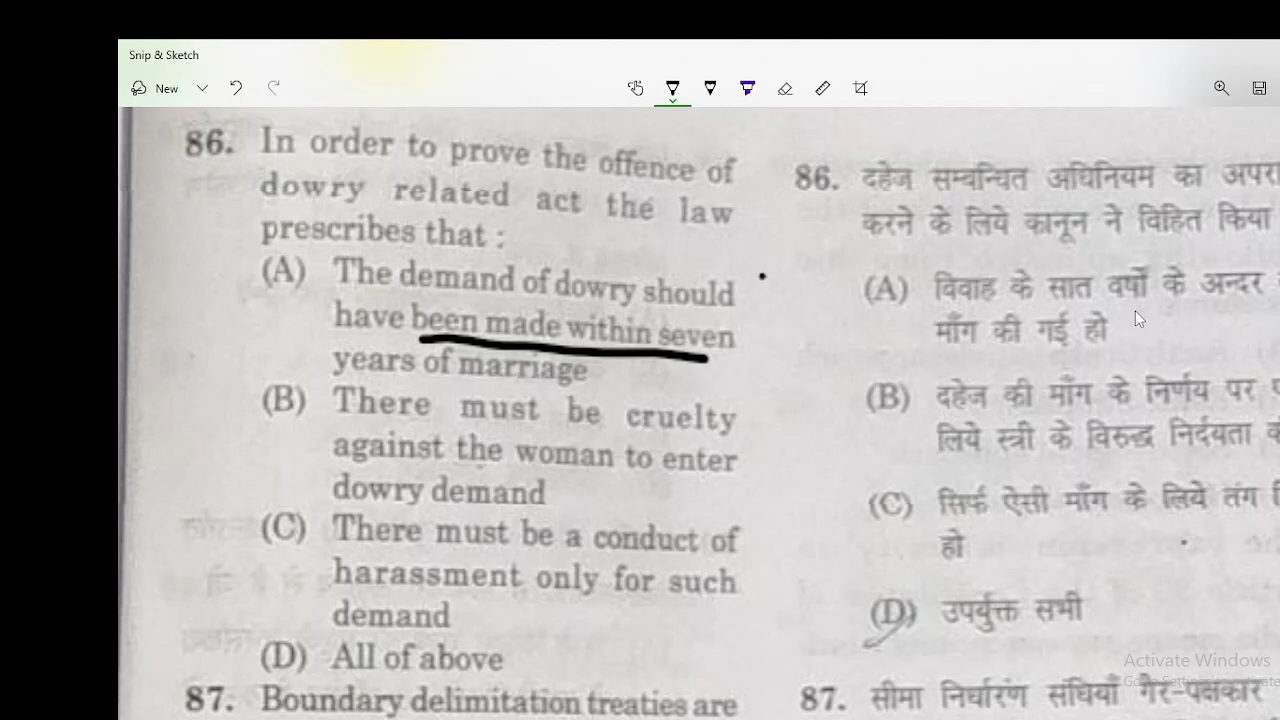 Snip & Sketch
New
86. In order to prove the offence of
dowry related act the law
prescribes that :
(A) The demand of dowry should
have been made within seven
years of marriage
(B) There must be cruelty
against the woman to enter
dowry demand
(C) There must be a conduct of
harassment only for such
demand
(D) All of above
87. Boundary delimitation treaties are
86. दहेज सम्बन्धित अधिनियम का
करने के लिये कानून ने विहित किया
(A) विवाह के सात वर्षों के अन्दर
माँग की गई हो
(B) दहेज की माँग के निर्णय पर
लिये स्त्री के विरुद्ध निर्दयता
(C) सिर्फ ऐसी माँग के लिये तंग
हो
(D) उपर्युक्त सभी
87. सीमा निर्धारण संधियाँ गैर-पक्षकार
Activate Windows